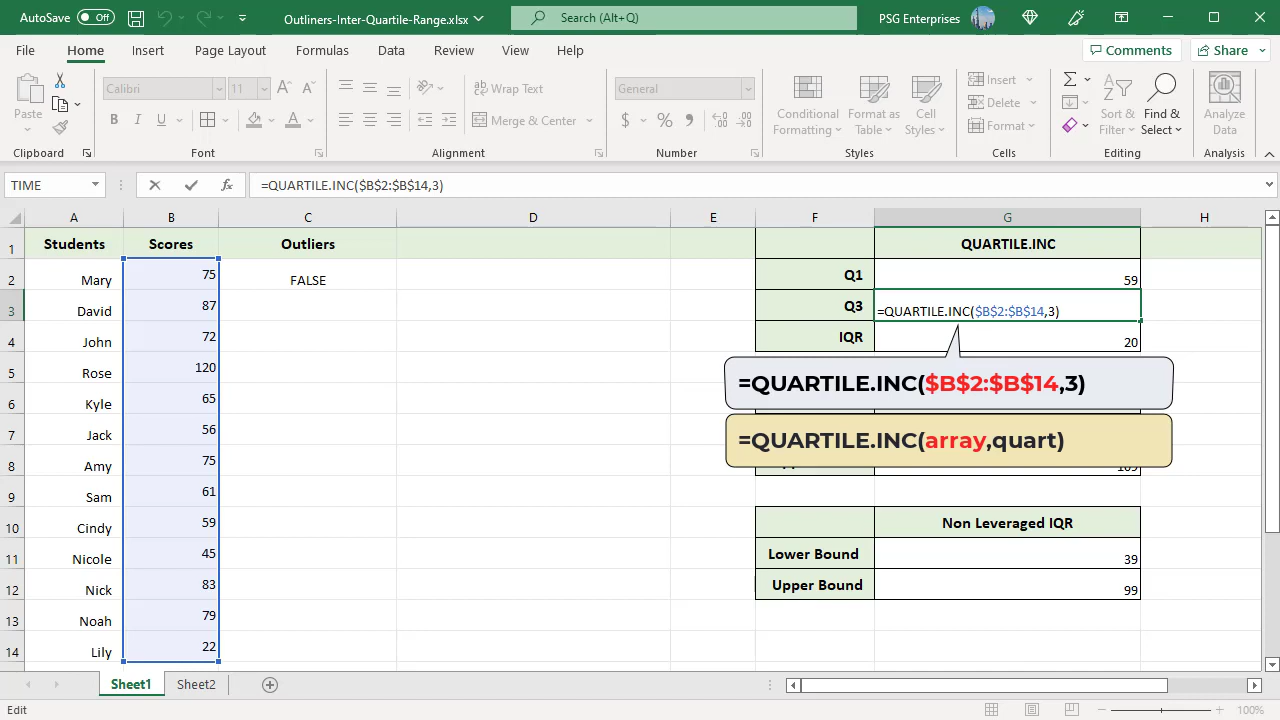 AutoSave Off Outliners-Inter-Quartile-Range.xlsx Search (Alt+Q) PSG Enterprises
File Home Insert Page Layout Formulas Data Review View Help Comments Share
Paste Calibri 11 Wrap Text General Conditional Formatting Format as Table Cell Styles Insert Sort & Filter Find & Select Analyze Data
B I U Merge & Center $ % Delete
Format
Clipboard Font Alignment Number Styles Cells Editing Analysis
TIME fx =QUARTILE.INC($B$2:$B$14,3)
A B C D E F G H
1 Students Scores Outliers QUARTILE.INC
2 Mary 75 FALSE Q1 59
3 David 87 Q3 =QUARTILE.INC($B$2:$B$14,3)
4 John 72 IQR 20
5 Rose 120 =QUARTILE.INC($B$2:$B$14,3)
6 Kyle 65
7 Jack 56 =QUARTILE.INC(array,quart)
8 Amy 75
9 Sam 61
10 Cindy 59 Non Leveraged IQR
11 Nicole 45 Lower Bound 39
12 Nick 83 Upper Bound 99
13 Noah 79
14 Lily 22
Sheet1 Sheet2
Edit 100%